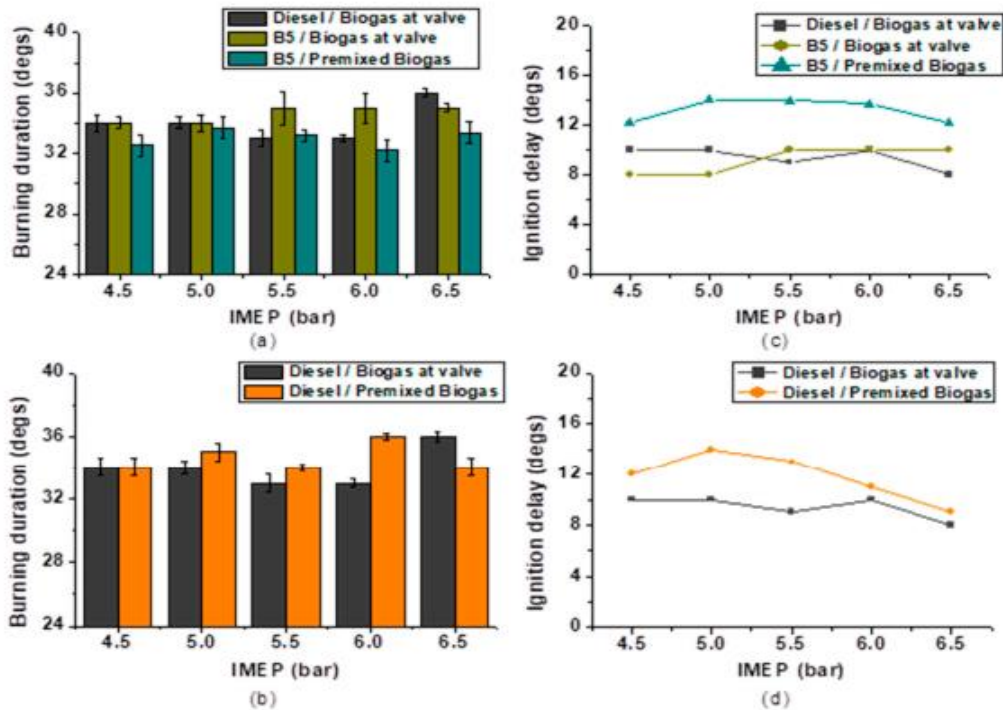 Diesel / Biogas at valve
B5 / Biogas at valve
B5 / Premixed Biogas
Burning duration (degs)
40
36
32
28
24
4.5 5.0 5.5 6.0 6.5
IMEP (bar)
(a)
Diesel / Biogas at valve
B5 / Biogas at valve
B5 / Premixed Biogas
Ignition delay (degs)
20
16
12
8
4
0
4.5 5.0 5.5 6.0 6.5
IMEP (bar)
(c)
Diesel / Biogas at valve
Diesel / Premixed Biogas
Burning duration (degs)
40
36
32
28
24
4.5 5.0 5.5 6.0 6.5
IMEP (bar)
(b)
Diesel / Biogas at valve
Diesel / Premixed Biogas
Ignition delay (degs)
20
16
12
8
4
0
4.5 5.0 5.5 6.0 6.5
IMEP (bar)
(d)